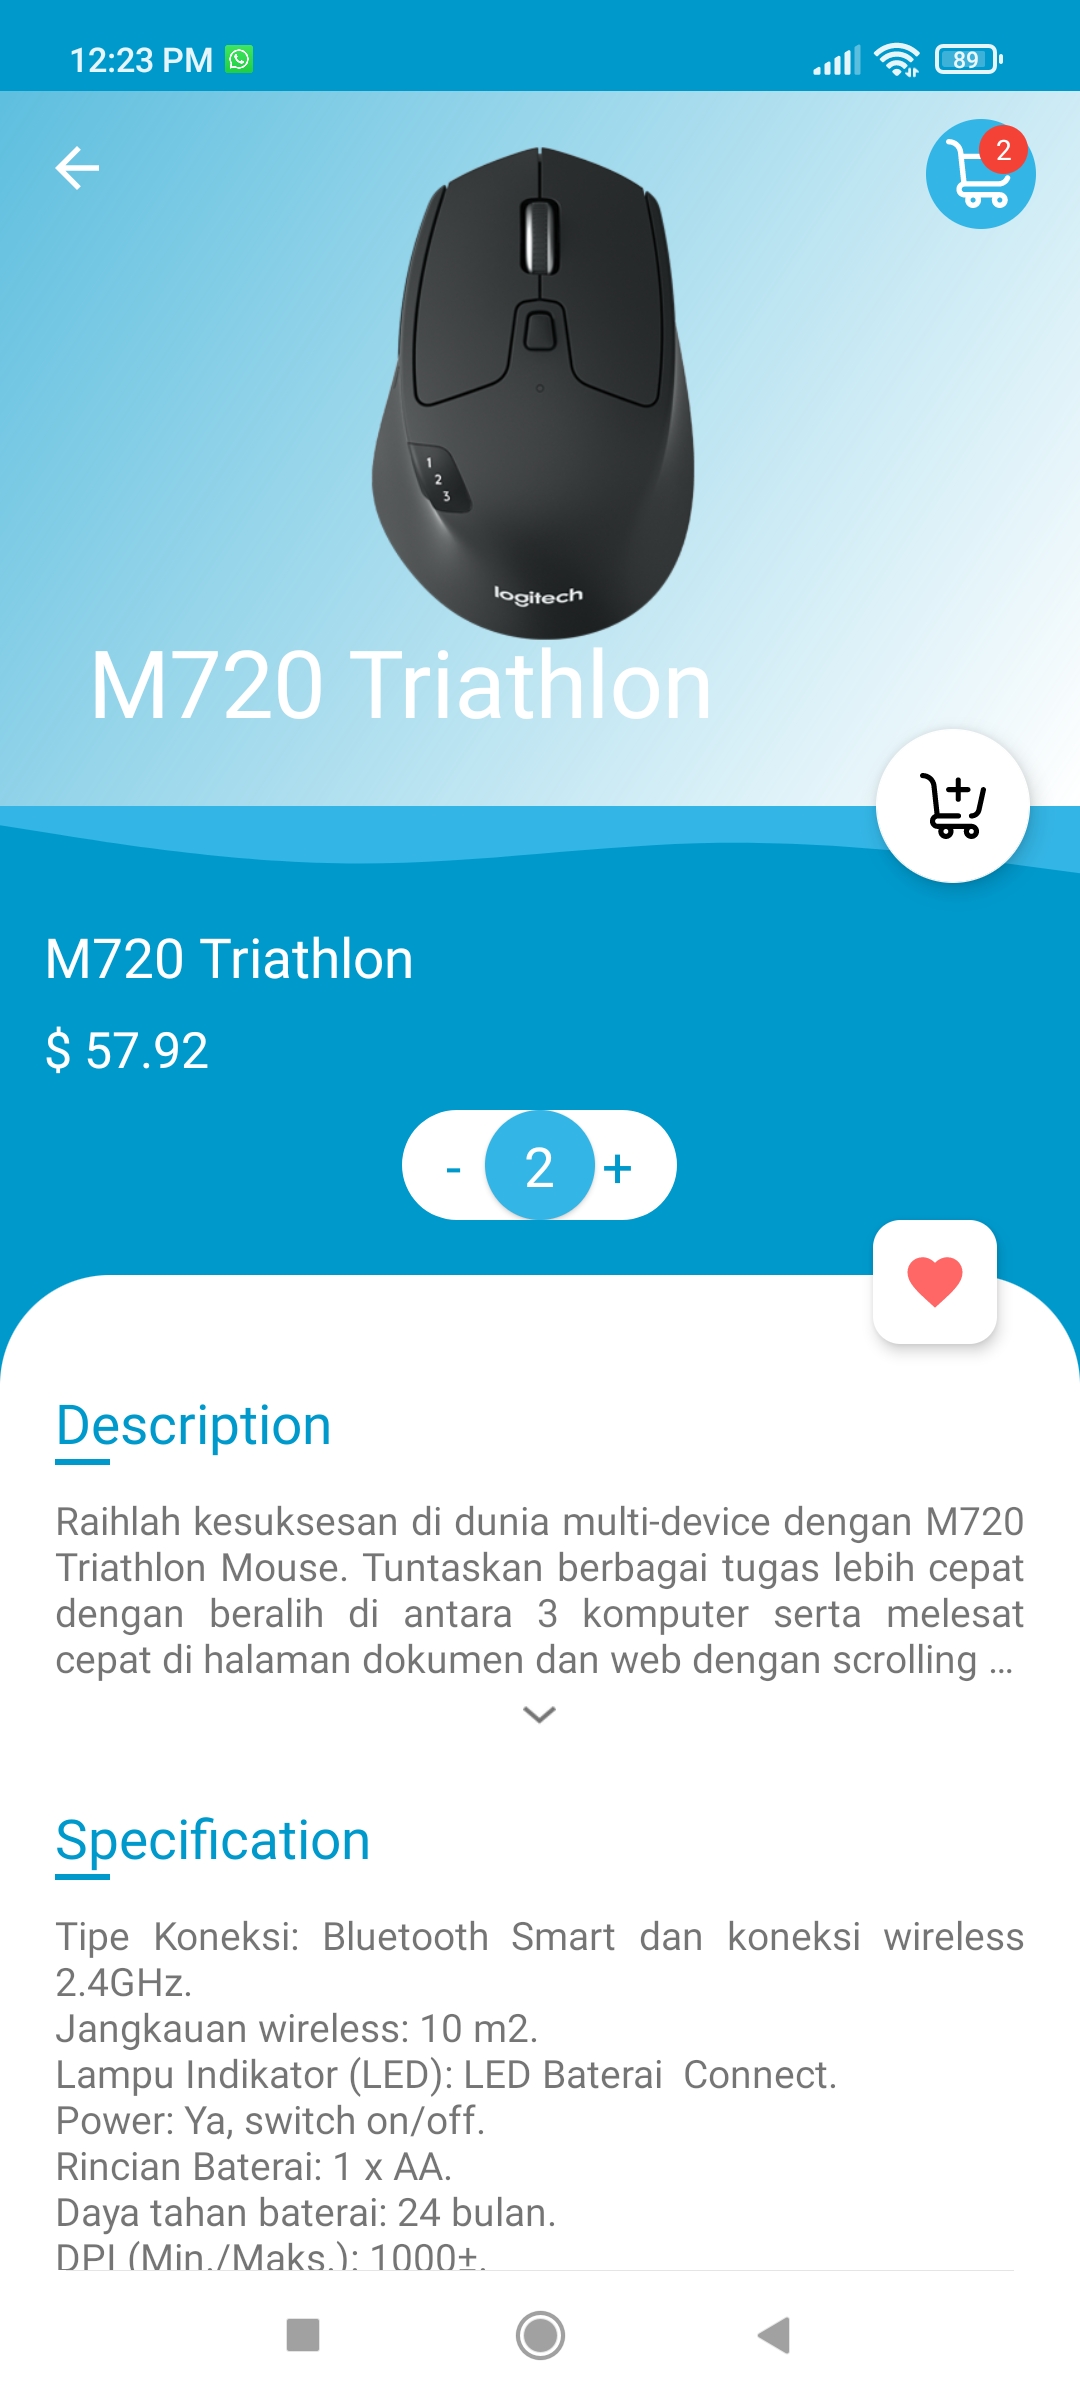 12:23 PM
89
2
1
2
3
logitech
M720 Triathlon
M720 Triathlon
$ 57.92
- 2 +
Description
Raihlah kesuksesan di dunia multi-device dengan M720
Triathlon Mouse. Tuntaskan berbagai tugas lebih cepat
dengan beralih di antara 3 komputer serta melesat
cepat di halaman dokumen dan web dengan scrolling ...
Specification
Tipe Koneksi: Bluetooth Smart dan koneksi wireless
2.4GHz.
Jangkauan wireless: 10 m2.
Lampu Indikator (LED): LED Baterai  Connect.
Power: Ya, switch on/off.
Rincian Baterai: 1 x AA.
Daya tahan baterai: 24 bulan.
DPI (Min./Maks.): 1000±.